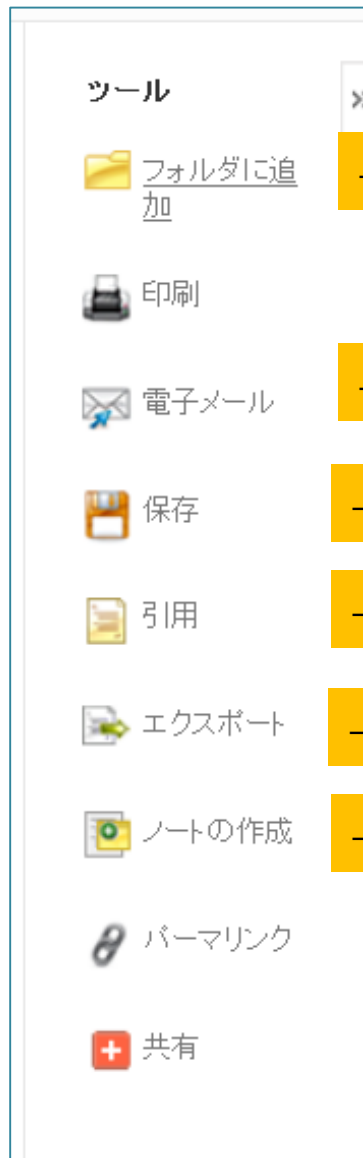 ツール
»
フォルダに追
加
印刷
電子メール
保存
引用
エクスポート
ノートの作成
パーマリンク
共有